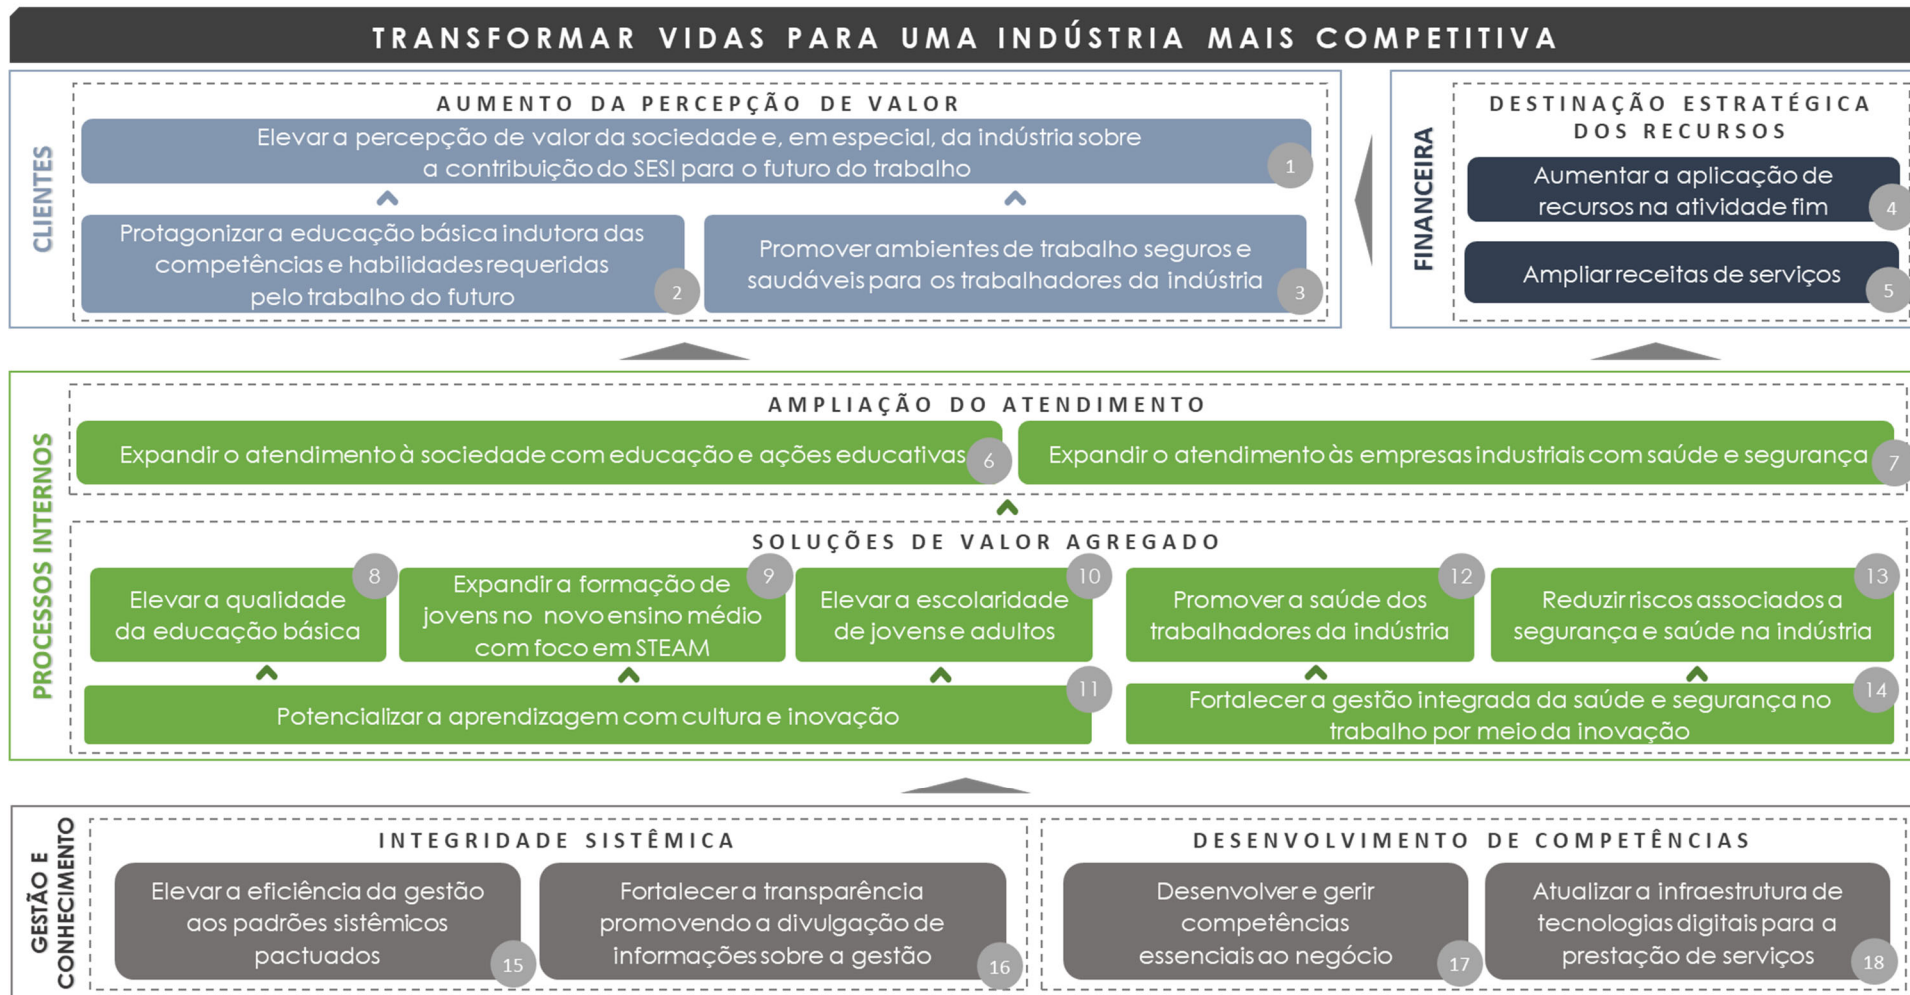 TRANSFORMAR VIDAS PARA UMA INDÚSTRIA MAIS COMPETITIVA
CLIENTES
AUMENTO DA PERCEPÇÃO DE VALOR
Elevar a percepção de valor da sociedade e, em especial, da indústria sobre
a contribuição do SESI para o futuro do trabalho
1
Protagonizar a educação básica indutora das
competências e habilidades requeridas
pelo trabalho do futuro
2
Promover ambientes de trabalho seguros e
saudáveis para os trabalhadores da indústria
3
FINANCEIRA
DESTINAÇÃO ESTRATÉGICA
DOS RECURSOS
Aumentar a aplicação de
recursos na atividade fim
4
Ampliar receitas de serviços
5
PROCESSOS INTERNOS
AMPLIAÇÃO DO ATENDIMENTO
Expandir o atendimento à sociedade com educação e ações educativas
6
Expandir o atendimento às empresas industriais com saúde e segurança
7
SOLUÇÕES DE VALOR AGREGADO
Elevar a qualidade
da educação básica
8
Expandir a formação de
jovens no novo ensino médio
com foco em STEAM
9
Elevar a escolaridade
de jovens e adultos
10
Promover a saúde dos
trabalhadores da indústria
12
Reduzir riscos associados a
segurança e saúde na indústria
13
Potencializar a aprendizagem com cultura e inovação
11
Fortalecer a gestão integrada da saúde e segurança no
trabalho por meio da inovação
14
GESTÃO E
CONHECIMENTO
INTEGRIDADE SISTÊMICA
Elevar a eficiência da gestão
aos padrões sistêmicos
pactuados
15
Fortalecer a transparência
promovendo a divulgação de
informações sobre a gestão
16
DESENVOLVIMENTO DE COMPETÊNCIAS
Desenvolver e gerir
competências
essenciais ao negócio
17
Atualizar a infraestrutura de
tecnologias digitais para a
prestação de serviços
18